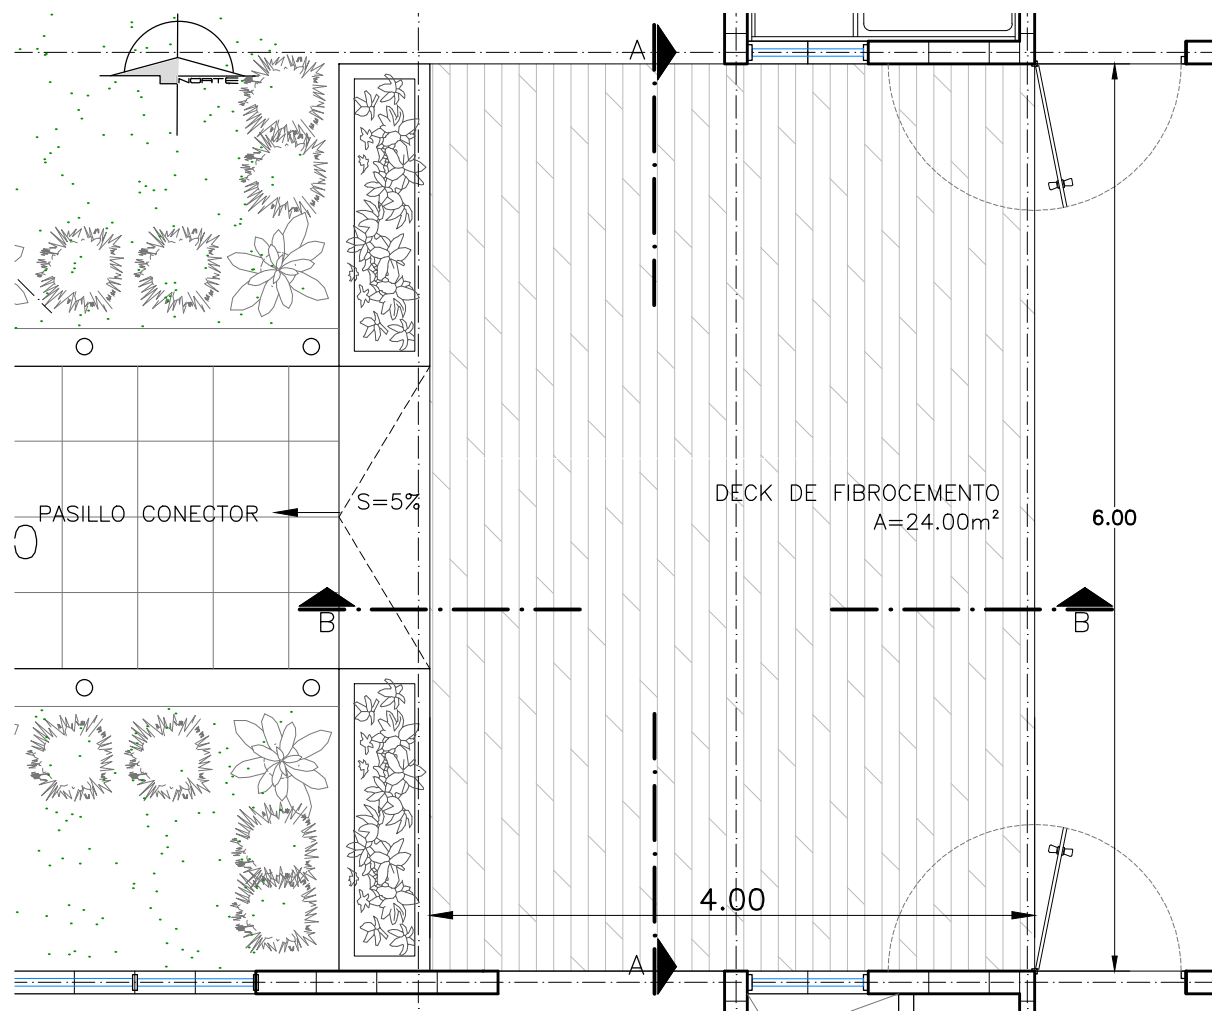 A
NORTE
DECK DE FIBROCEMENTO
S=5%
PASILLO CONECTOR
A=24.00m²
6.00
O
B
B
4.00
A